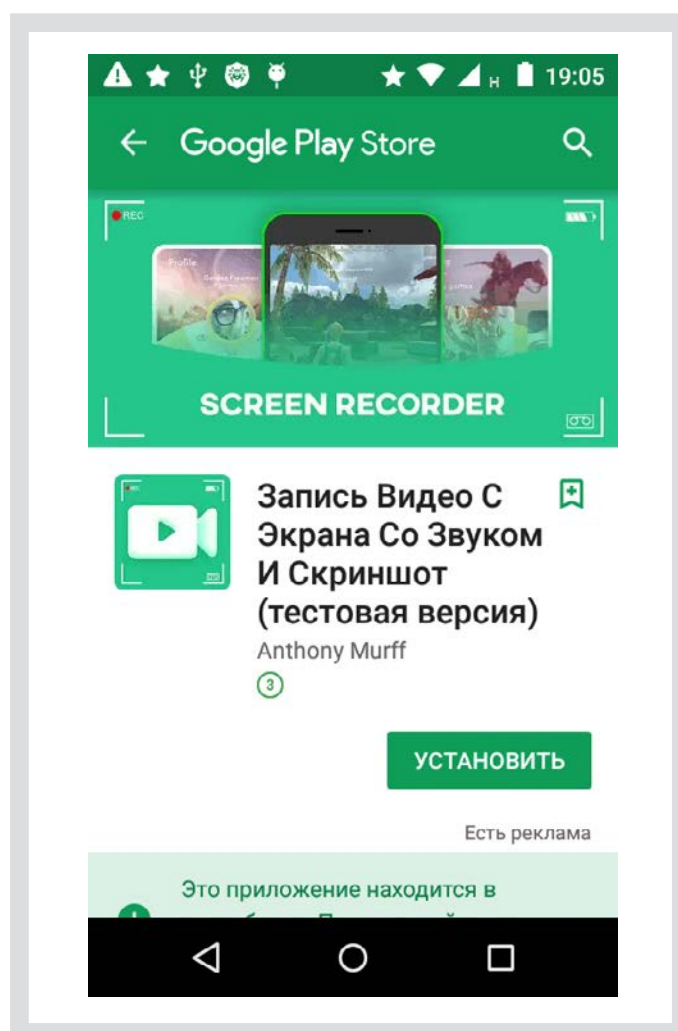 H 19:05
Google Play Store
REC
Profile
SCREEN RECORDER
Запись Видео С
Экрана Со Звуком
И Скриншот
(тестовая версия)
Anthony Murff
3
УСТАНОВИТЬ
Есть реклама
Это приложение находится в